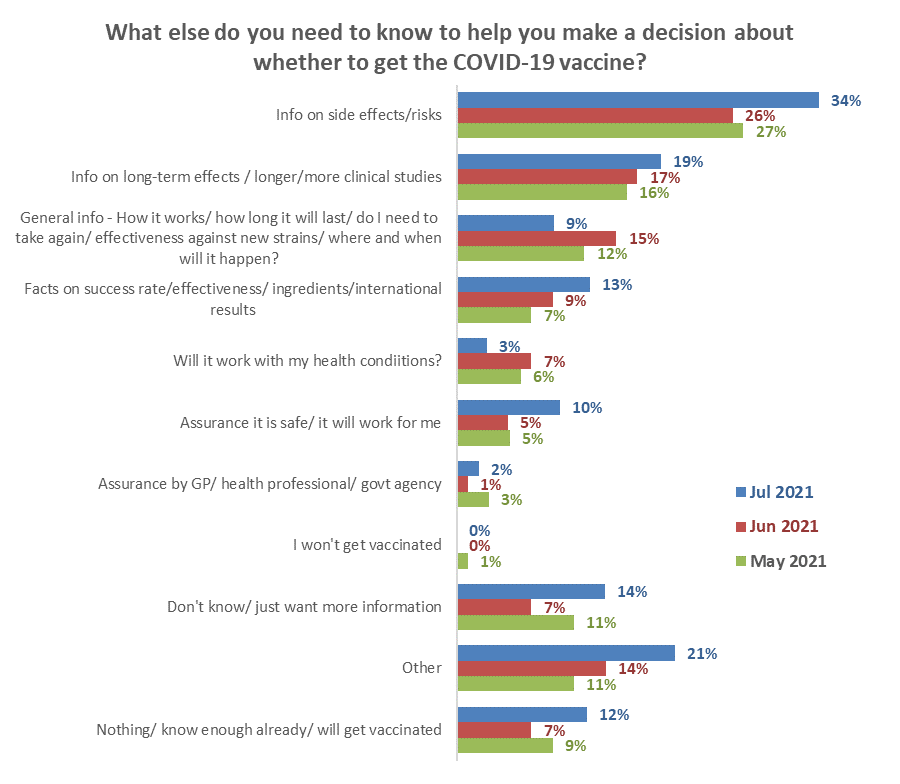 What else do you need to know to help you make a decision about
whether to get the COVID-19 vaccine?
Info on side effects/risks
34%
26%
27%
Info on long-term effects / longer/more clinical studies
19%
17%
16%
General info - How it works/ how long it will last/ do I need to
take again/ effectiveness against new strains/ where and when
will it happen?
9%
15%
12%
Facts on success rate/effectiveness/ ingredients/international
results
13%
9%
7%
Will it work with my health condiitions?
3%
7%
6%
Assurance it is safe/ it will work for me
10%
5%
5%
Assurance by GP/ health professional/ govt agency
2%
1%
3%
I won't get vaccinated
0%
0%
1%
Don't know/ just want more information
14%
7%
11%
Other
21%
14%
11%
Nothing/ know enough already/ will get vaccinated
12%
7%
9%
Jul 2021
Jun 2021
May 2021